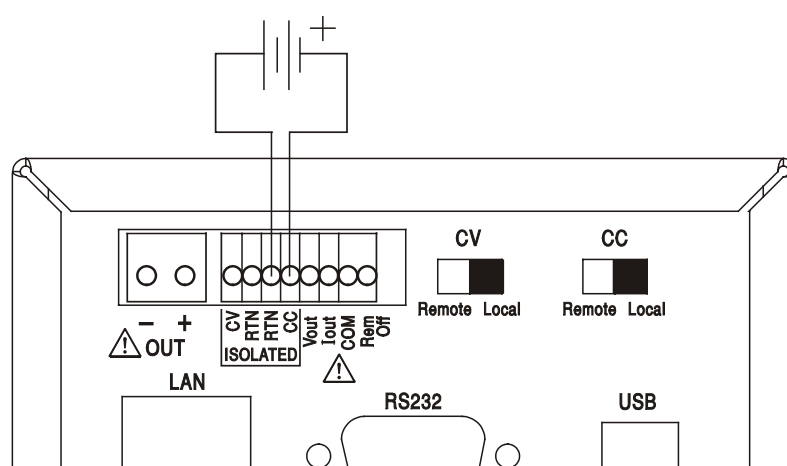 +
CV
CC
Remote Local
Remote Local
− +
CV
RTN
RTN
CC
Vout
Iout
COM
Rem
Off
OUT
ISOLATED
LAN
RS232
USB